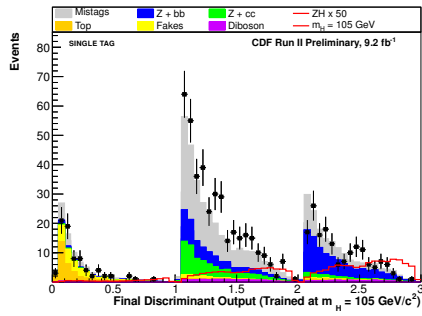 Mistags Z + bb Z + cc ZH x 50
Top Fakes Diboson m_H = 105 GeV
SINGLE TAG CDF Run II Preliminary, 9.2 fb⁻¹
Events
80
70
60
50
40
30
20
10
0 0.5 1 1.5 2 2.5 3
Final Discriminant Output (Trained at m_H = 105 GeV/c²)